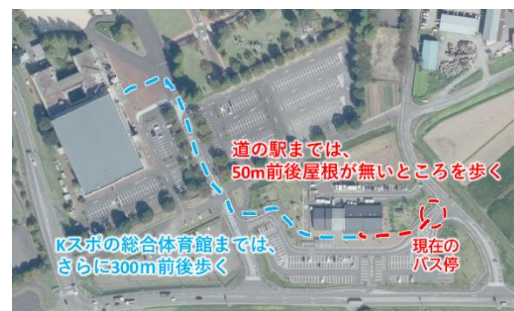 道の駅までは、
50m前後屋根が無いところを歩く
Kスポの総合体育館までは、
さらに300m前後歩く
現在の
バス停